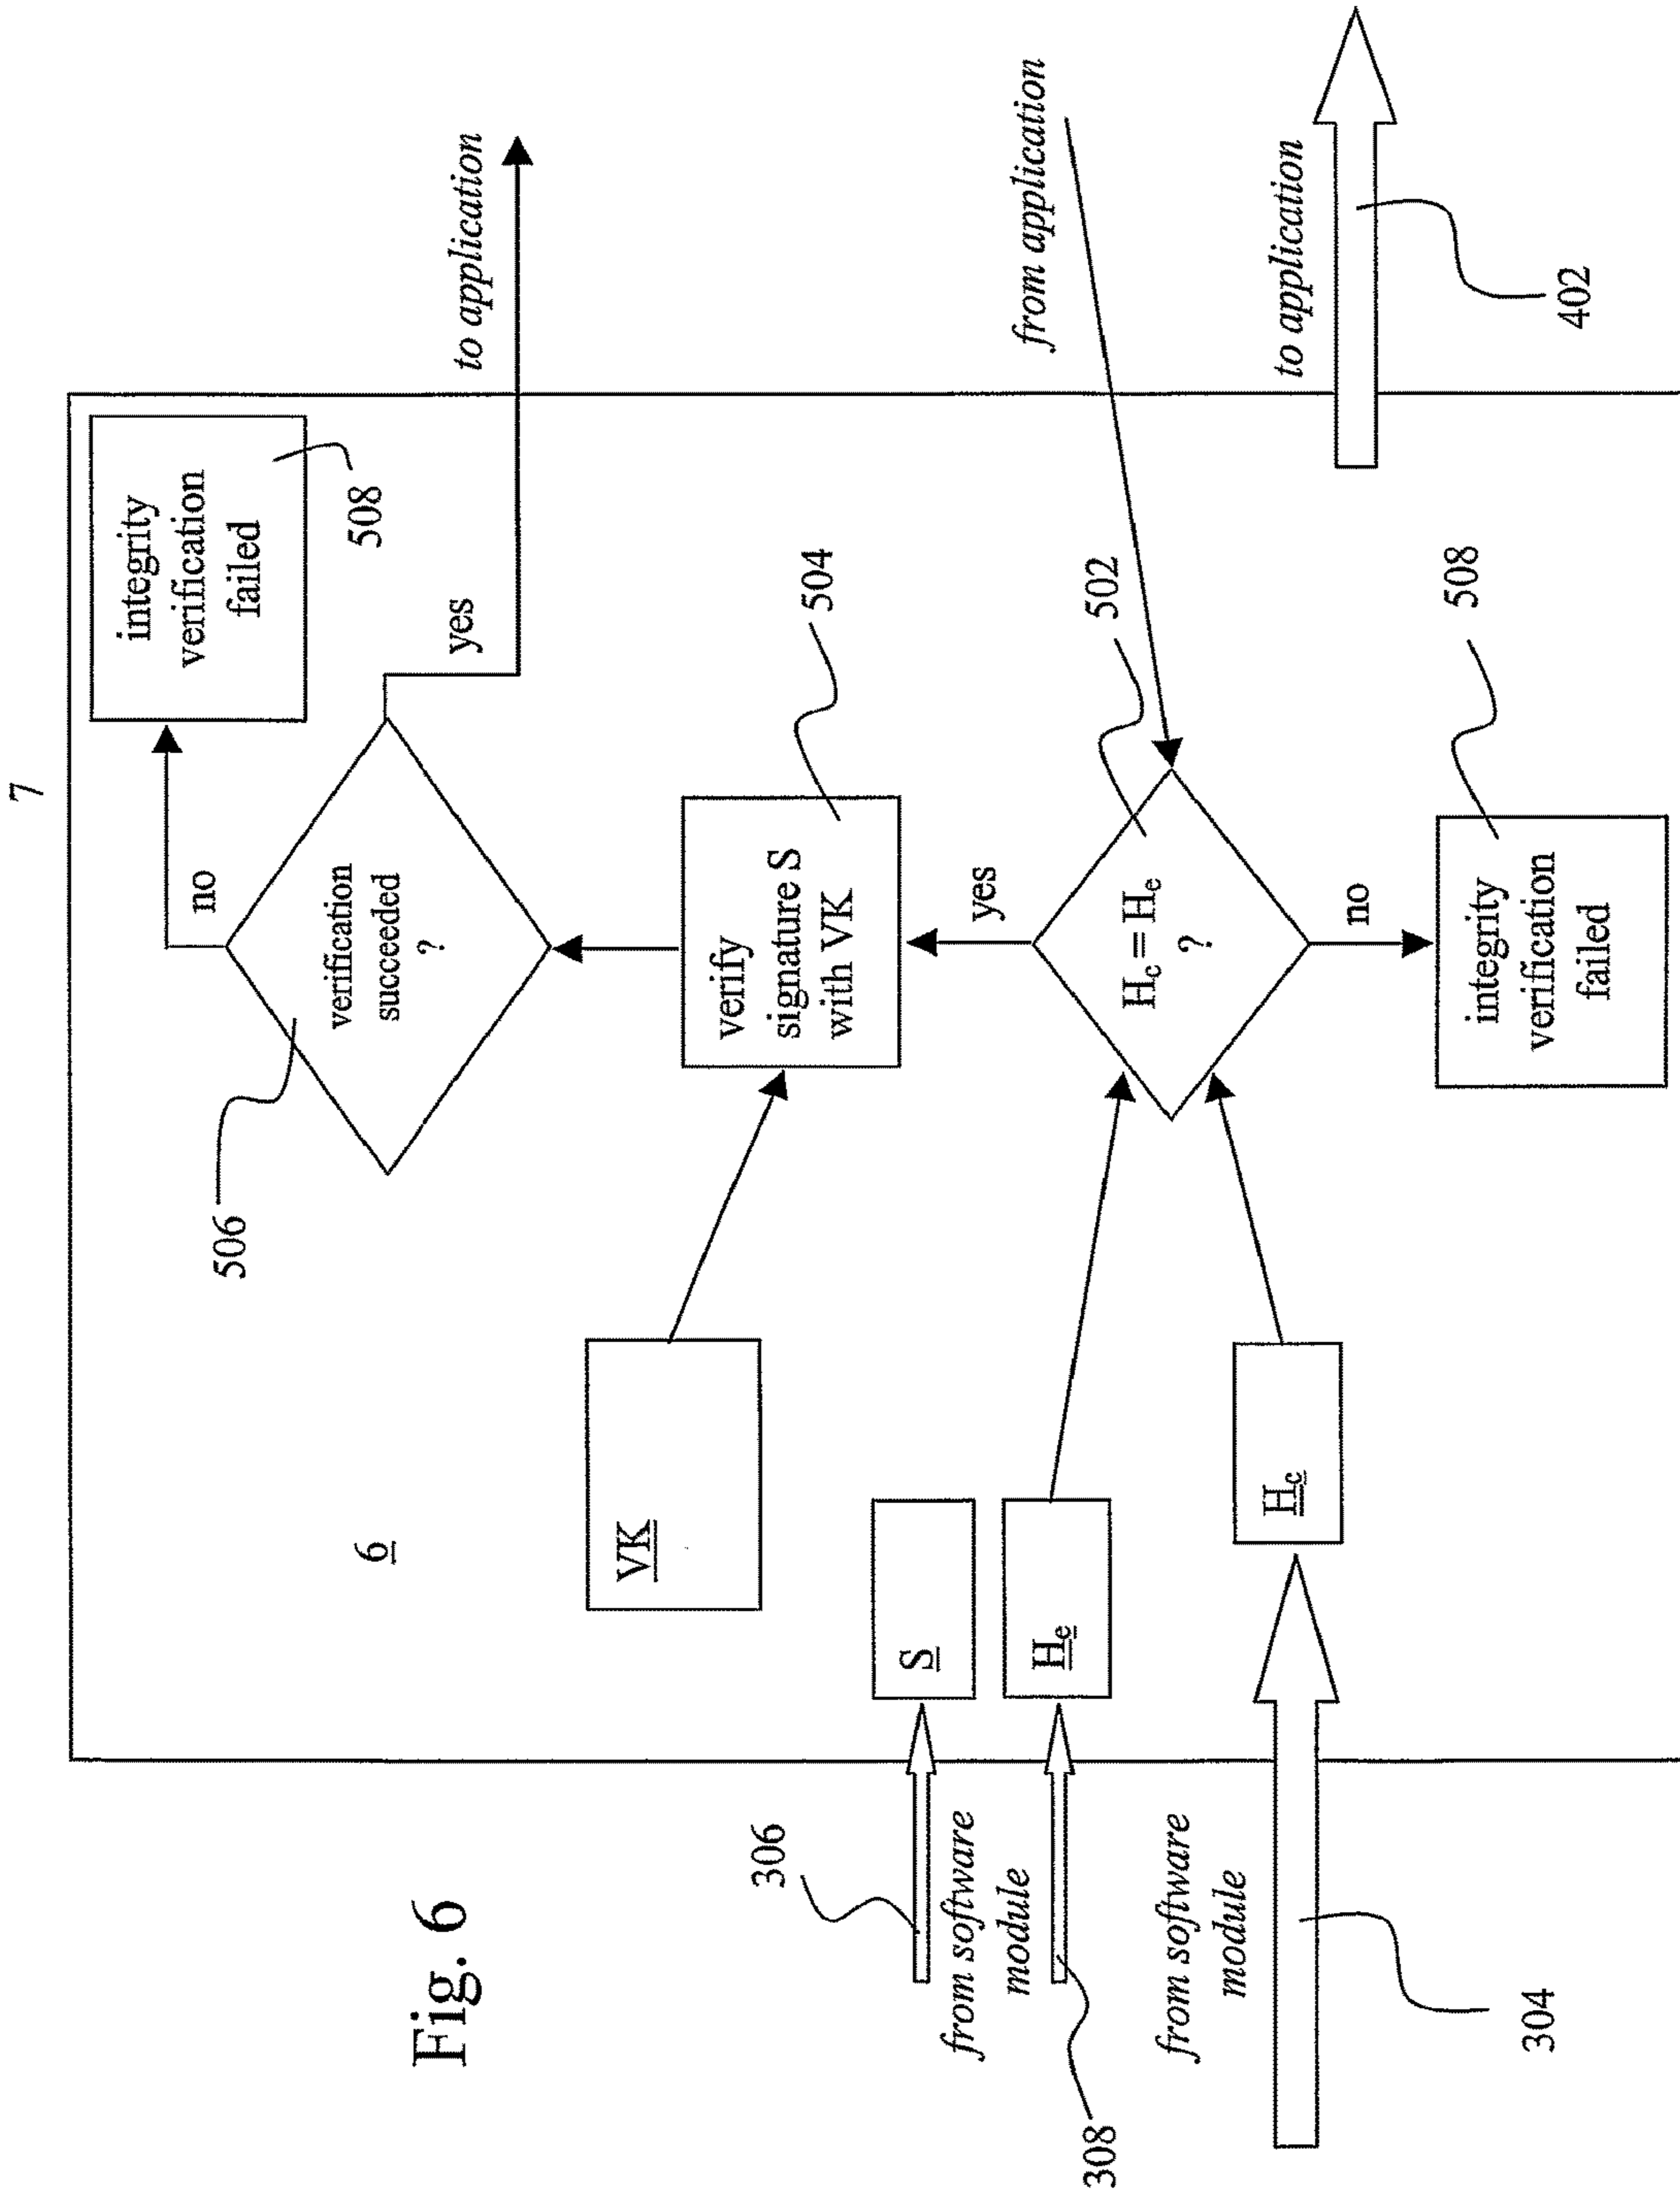 7
Fig. 6
6
506
verification
succeeded
?
no
integrity
verification
failed
508
yes
to application
VK
verify
signature S
with VK
504
306
S
from software
module
308
He
yes
Hc = He
?
502
from application
from software
module
304
Hc
no
integrity
verification
failed
508
to application
402